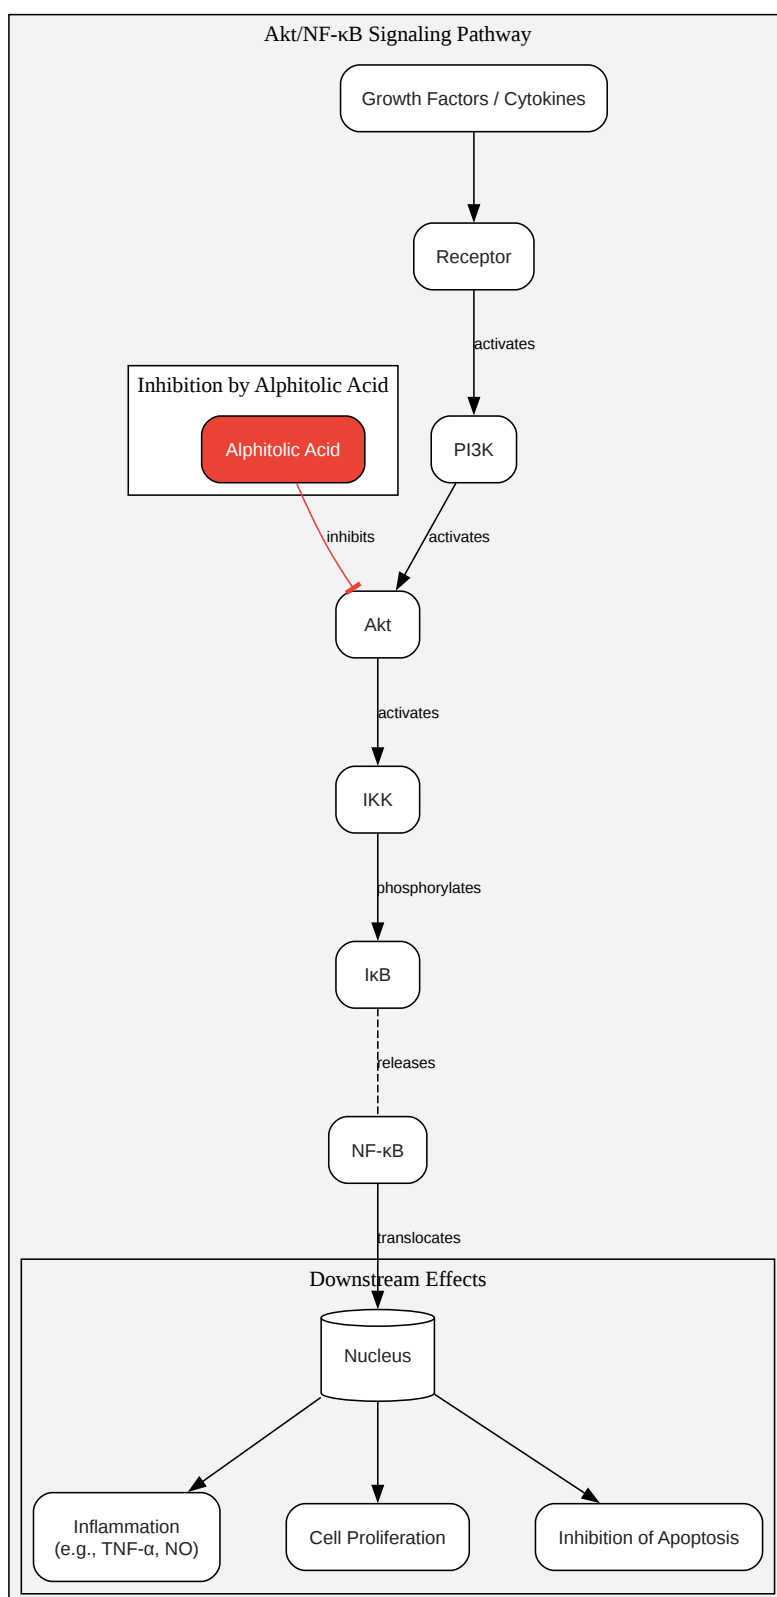 Akt/NF-κB Signaling Pathway
Growth Factors / Cytokines
Receptor
activates
Inhibition by Alphitolic Acid
Alphitolic Acid
PI3K
inhibits
activates
Akt
activates
IKK
phosphorylates
IκB
releases
NF-κB
translocates
Downstream Effects
Nucleus
Inflammation
(e.g., TNF-α, NO)
Cell Proliferation
Inhibition of Apoptosis